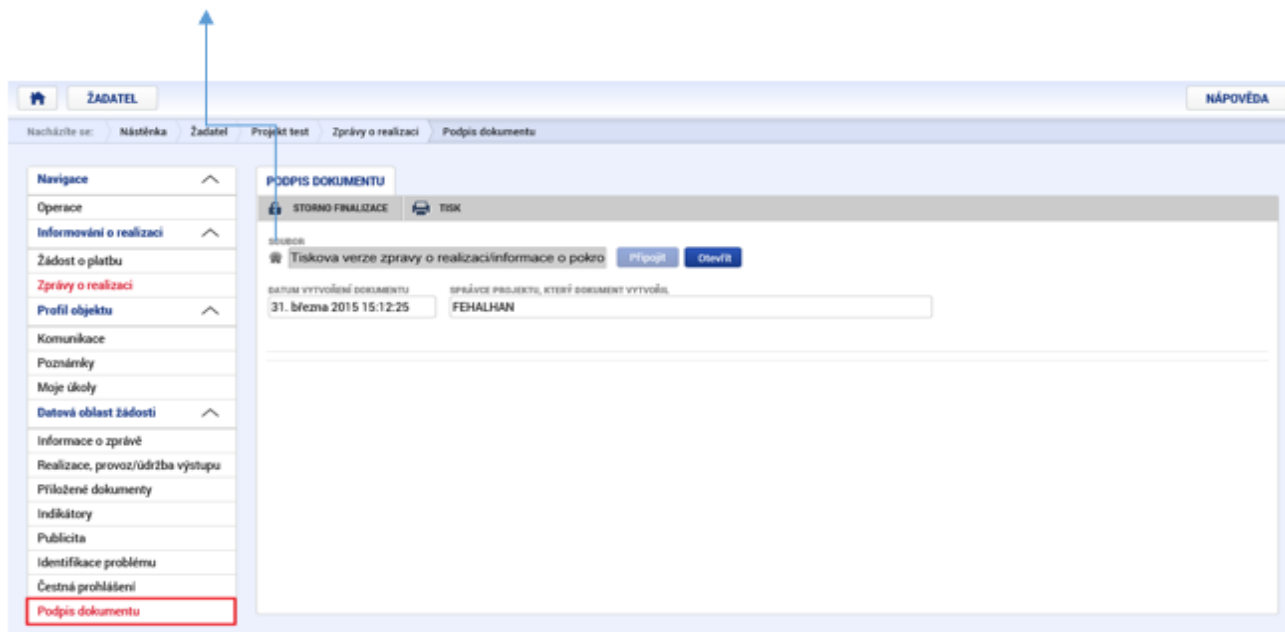 ŽADATEL
NÁPOVĚDA
Nacházíte se: Nástěnka Žadatel Projekt test Zprávy o realizaci Podpis dokumentu
Navigace
Operace
Informování o realizaci
Žádost o platbu
Zprávy o realizaci
Profil objektu
Komunikace
Poznámky
Moje úkoly
Datová oblast žádosti
Informace o zprávě
Realizace, provoz/údržba výstupu
Přiložené dokumenty
Indikátory
Publicita
Identifikace problému
Čestná prohlášení
Podpis dokumentu
PODPIS DOKUMENTU
STORNO FINALIZACE TISK
SOUBOR
Tiskova verze zpravy o realizaci/informace o pokro Připojit Otevřít
DATUM VYTVOŘENÍ DOKUMENTU SPRÁVCE PROJEKTU, KTERÝ DOKUMENT VYTVOŘIL
31. března 2015 15:12:25 FEHALHAN